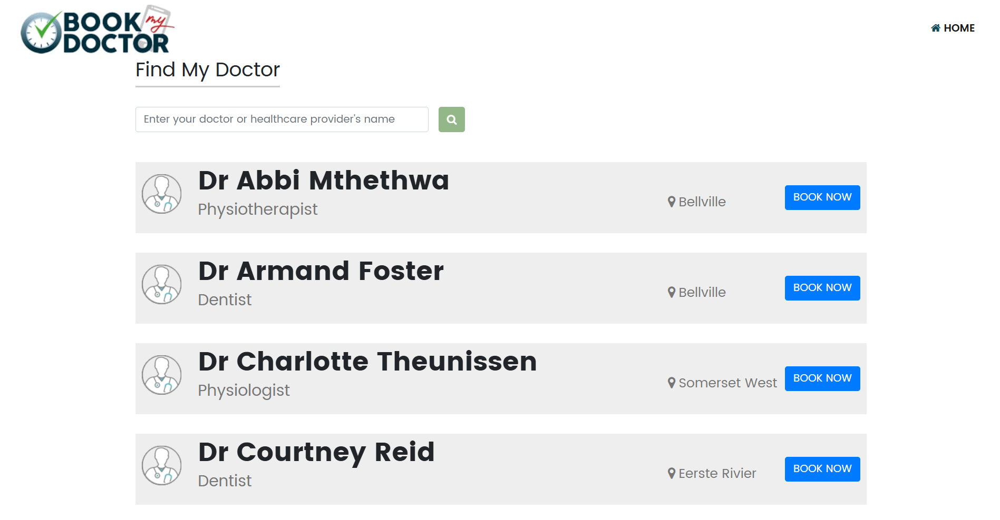 BOOK my
DOCTOR
HOME
Find My Doctor
Enter your doctor or healthcare provider's name
Dr Abbi Mthethwa
Physiotherapist
Bellville
BOOK NOW
Dr Armand Foster
Dentist
Bellville
BOOK NOW
Dr Charlotte Theunissen
Physiologist
Somerset West
BOOK NOW
Dr Courtney Reid
Dentist
Eerste Rivier
BOOK NOW